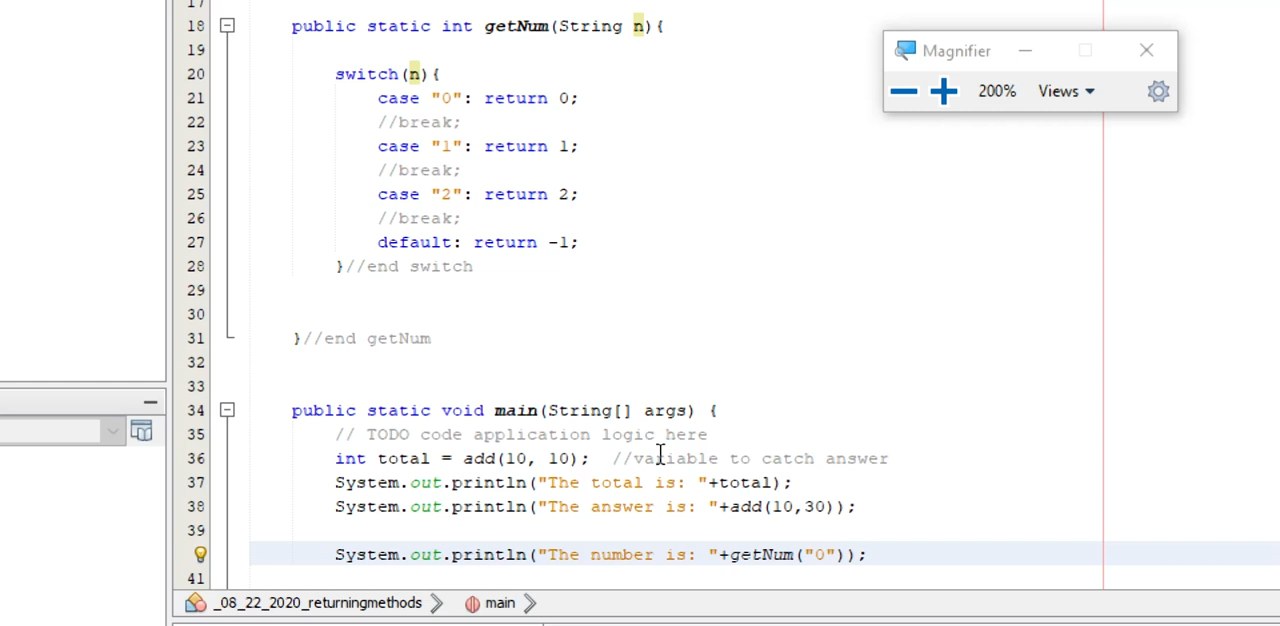 17
18 public static int getNum(String n){
19
20 switch(n){
21 case "0": return 0;
22 //break;
23 case "1": return 1;
24 //break;
25 case "2": return 2;
26 //break;
27 default: return -1;
28 }//end switch
29
30
31 }//end getNum
32
33
34 public static void main(String[] args) {
35 // TODO code application logic here
36 int total = add(10, 10); //variable to catch answer
37 System.out.println("The total is: "+total);
38 System.out.println("The answer is: "+add(10,30));
39
System.out.println("The number is: "+getNum("0"));
41
_08_22_2020_returningmethods main
Magnifier
200% Views